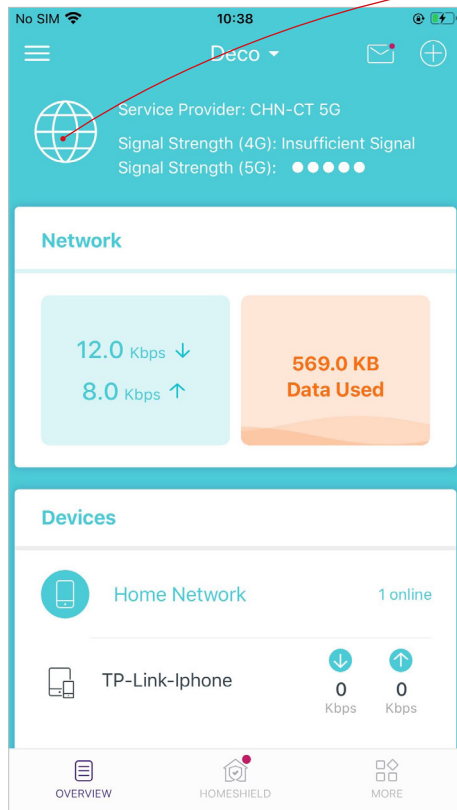 No SIM 10:38
Deco
Service Provider: CHN-CT 5G
Signal Strength (4G): Insufficient Signal
Signal Strength (5G):
Network
12.0 Kbps ↓
8.0 Kbps ↑
569.0 KB
Data Used
Devices
Home Network 1 online
TP-Link-Iphone
0 0
Kbps Kbps
OVERVIEW HOMESHIELD MORE